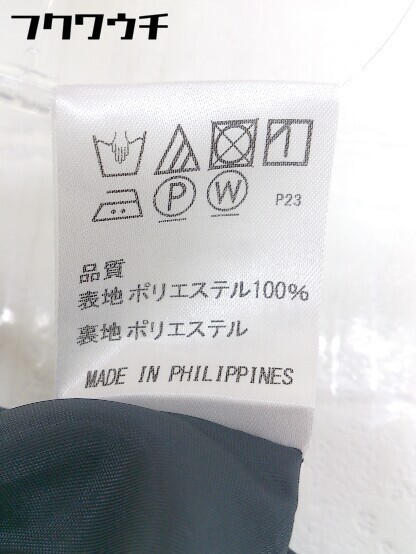 フクワウチ
P W P23
品質
表地 ポリエステル100%
裏地 ポリエステル
MADE IN PHILIPPINES